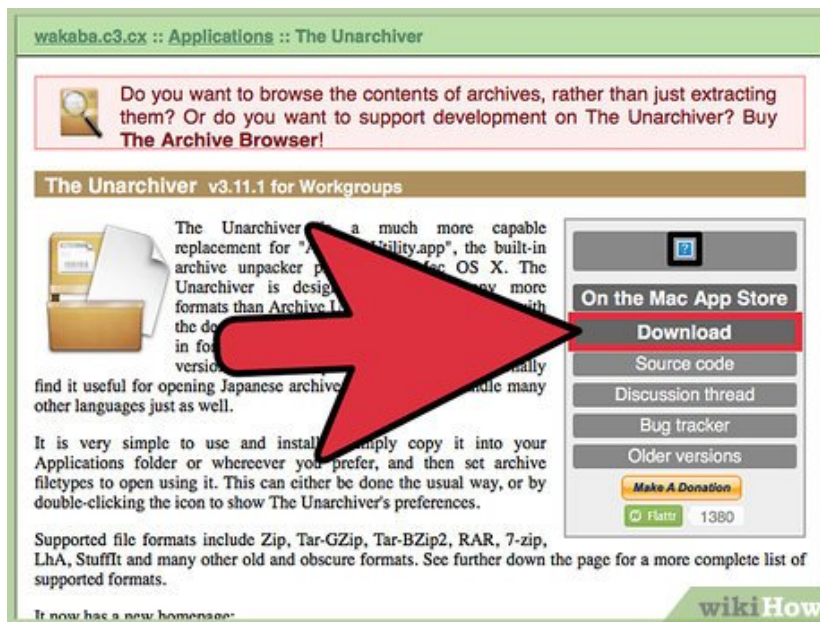 wakaba.c3.cx :: Applications :: The Unarchiver
Do you want to browse the contents of archives, rather than just extracting
them? Or do you want to support development on The Unarchiver? Buy
The Archive Browser!
The Unarchiver v3.11.1 for Workgroups
The Unarchiver a much more capable
replacement for Utility.app", the built-in
archive unpacker OS X. The
Unarchiver is more
formats than Archive with
the
in
find it useful for opening Japanese many
other languages just as well.
It is very simple to use and copy it into your
Applications folder or whereever you prefer, and then set archive
filetypes to open using it. This can either be done the usual way, or by
double-clicking the icon to show The Unarchiver's preferences.
Supported file formats include Zip, Tar-GZip, Tar-BZip2, RAR, 7-zip,
LhA, StuffIt and many other old and obscure formats. See further down the page for a more complete list of
supported formats.
It now has a new homepage:
?
On the Mac App Store
Download
Source code
Discussion thread
Bug tracker
Older versions
Make A Donation
Flattr 1380
wikiHow